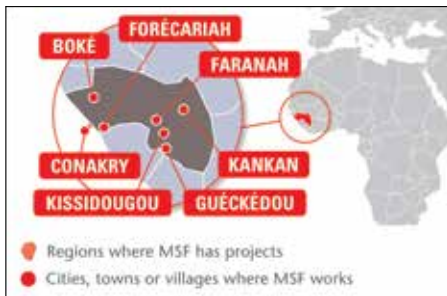 FORÉCARIAH
BOKÉ
FARANAH
CONAKRY
KANKAN
KISSIDOUGOU
GUÉCKÉDOU
Regions where MSF has projects
Cities, towns or villages where MSF works